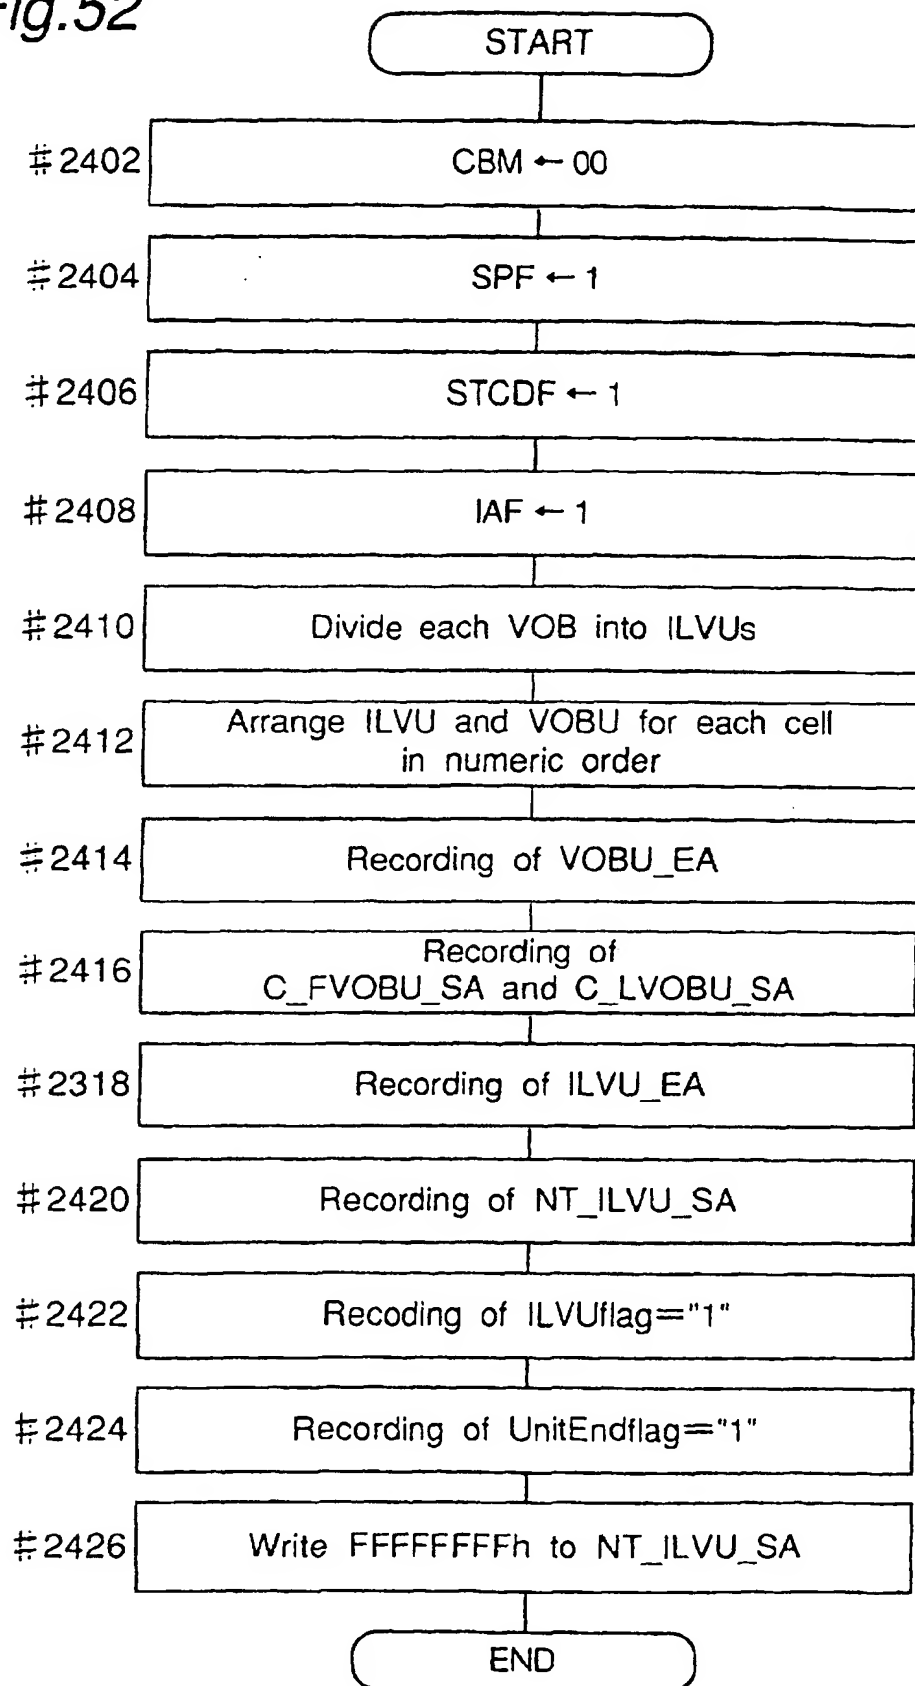 Fig.52
START
#2402 CBM ← 00
#2404 SPF ← 1
#2406 STCDF ← 1
#2408 IAF ← 1
#2410 Divide each VOB into ILVUs
#2412 Arrange ILVU and VOBU for each cell
in numeric order
#2414 Recording of VOBU_EA
#2416 Recording of
C_FVOBU_SA and C_LVOBU_SA
#2318 Recording of ILVU_EA
#2420 Recording of NT_ILVU_SA
#2422 Recoding of ILVUflag="1"
#2424 Recording of UnitEndflag="1"
#2426 Write FFFFFFFFh to NT_ILVU_SA
END